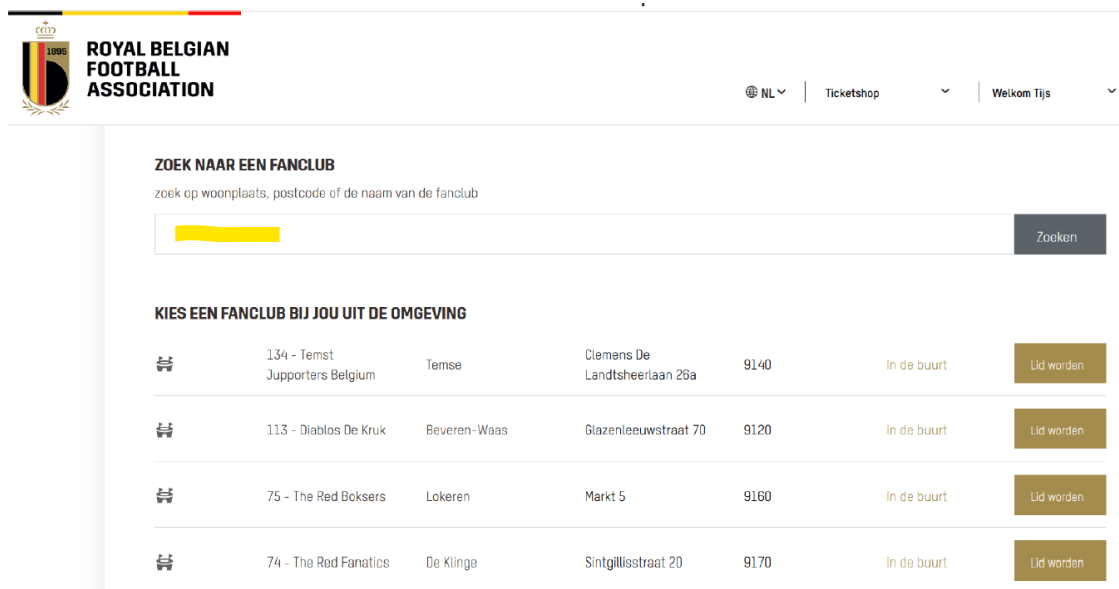 1895
ROYAL BELGIAN
FOOTBALL
ASSOCIATION
NL
Ticketshop
Welkom Tijs
ZOEK NAAR EEN FANCLUB
zoek op woonplaats, postcode of de naam van de fanclub
Zoeken
KIES EEN FANCLUB BIJ JOU UIT DE OMGEVING
134 - Temst Jupporters Belgium Temse Clemens De Landtsheerlaan 26a 9140 In de buurt Lid worden
113 - Diablos De Kruk Beveren-Waas Glazenleeuwstraat 70 9120 In de buurt Lid worden
75 - The Red Boksers Lokeren Markt 5 9160 In de buurt Lid worden
74 - The Red Fanatics De Klinge Sintgillisstraat 20 9170 In de buurt Lid worden